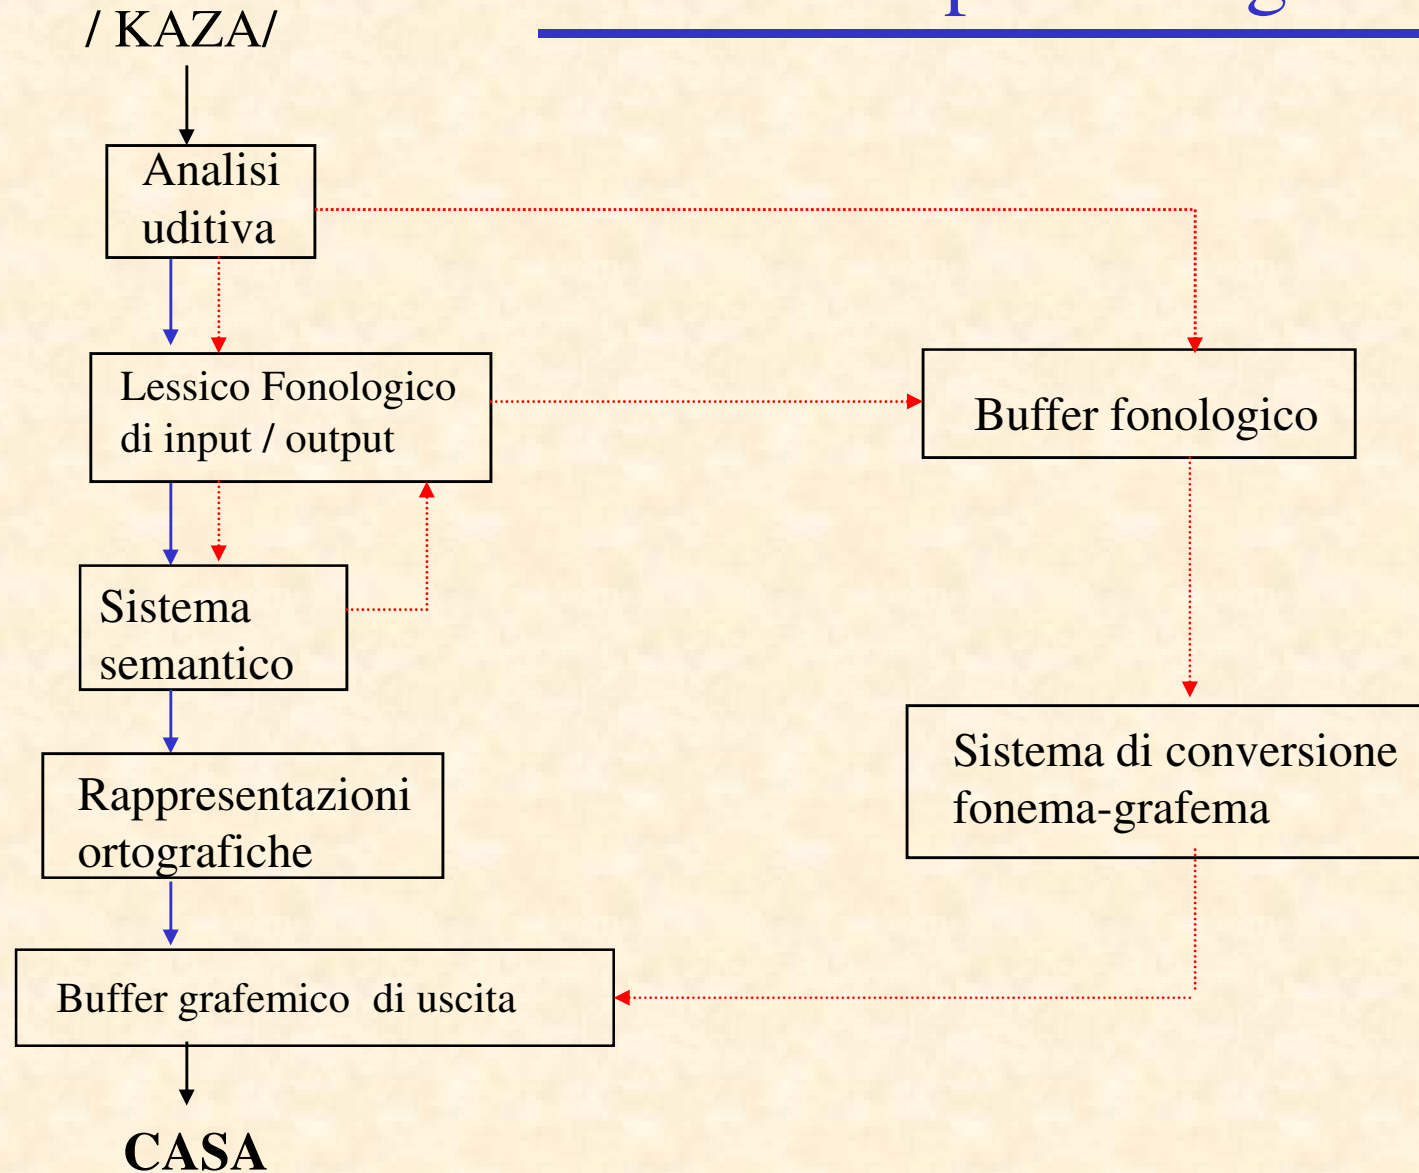 / KAZA/
Analisi
uditiva
Lessico Fonologico
di input / output
Buffer fonologico
Sistema
semantico
Sistema di conversione
fonema-grafema
Rappresentazioni
ortografiche
Buffer grafemico di uscita
CASA